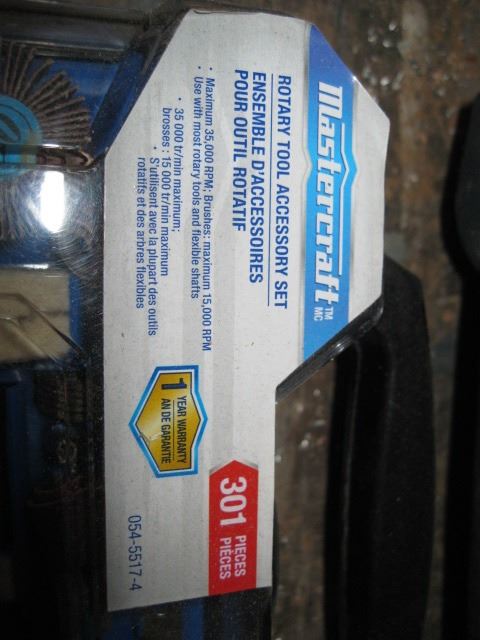 Mastercraft™ MC
ROTARY TOOL ACCESSORY SET
ENSEMBLE D'ACCESSOIRES
POUR OUTIL ROTATIF
• Maximum 35,000 RPM; Brushes: maximum 15,000 RPM
• Use with most rotary tools and flexible shafts
• 35 000 tr/min maximum;
brosses : 15 000 tr/min maximum
• S'utilisent avec la plupart des outils
rotatifs et des arbres flexibles
1 YEAR WARRANTY
AN DE GARANTIE
301 PIECES
PIÈCES
054-5517-4